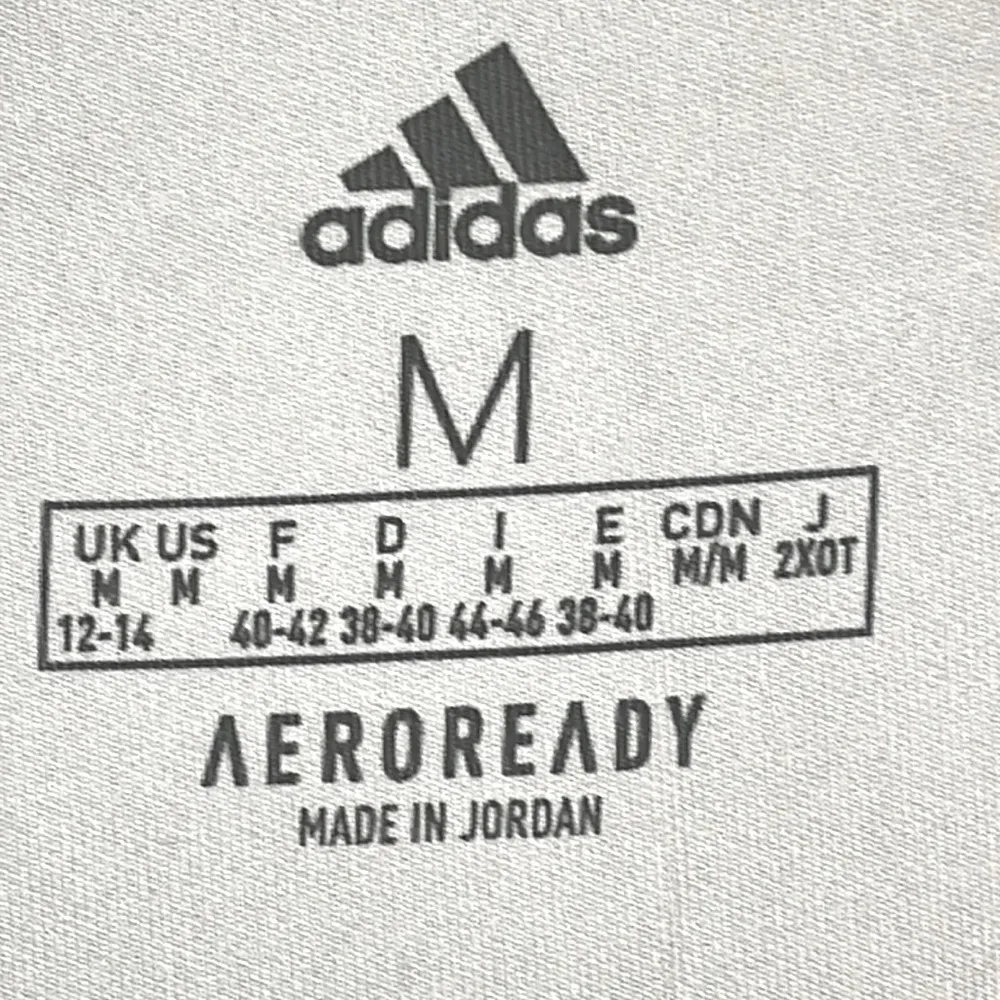 adidas
M
UK US F D I E CDN J
M M M M M M M/M 2XOT
12-14 40-42 38-40 44-46 38-40
AEROREADY
MADE IN JORDAN